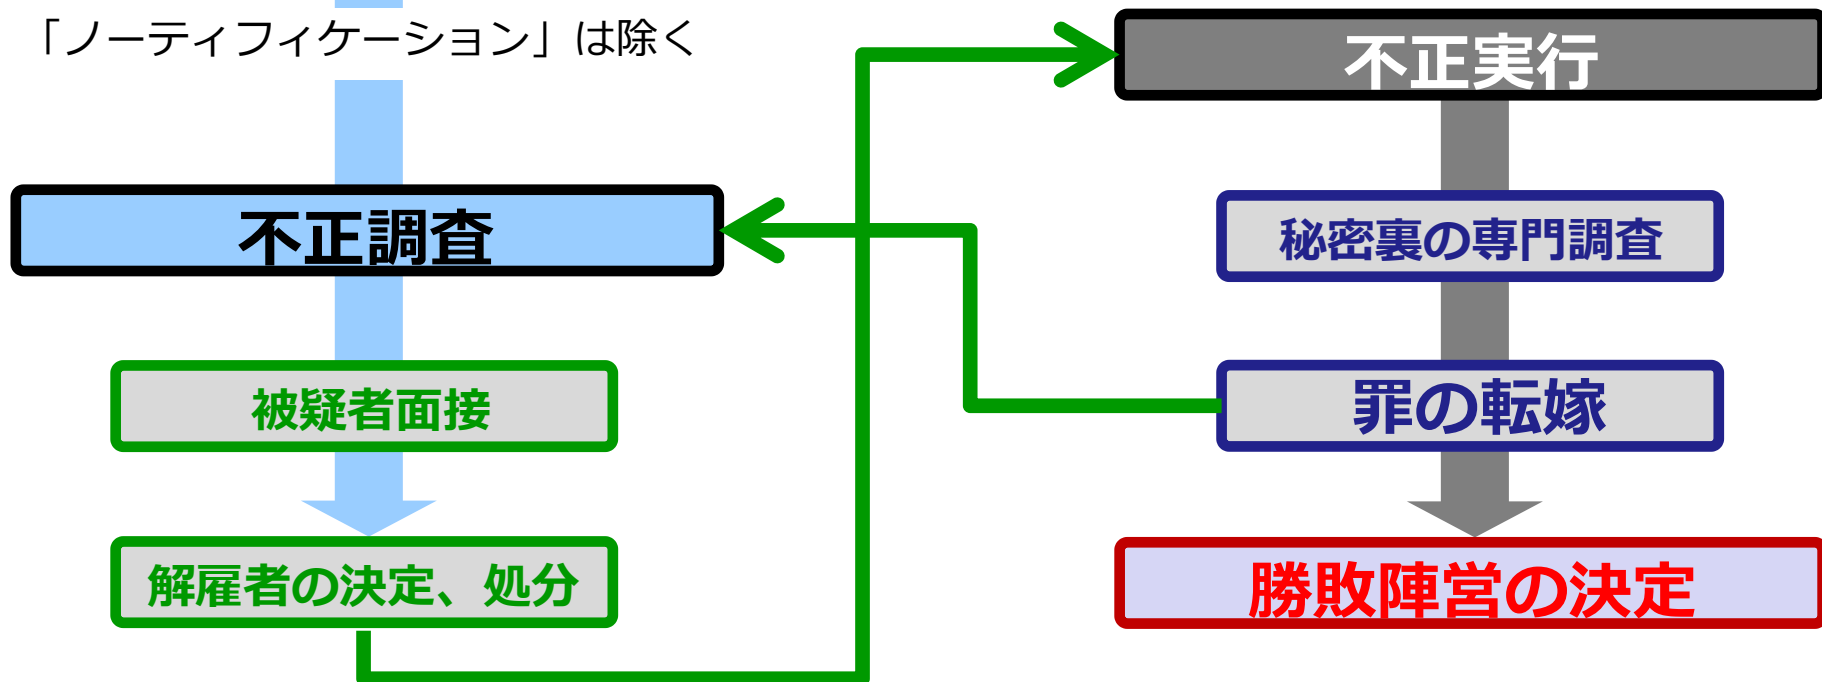 「ノーティフィケーション」は除く
不正調査
被疑者面接
解雇者の決定、処分
不正実行
秘密裏の専門調査
罪の転嫁
勝敗陣営の決定